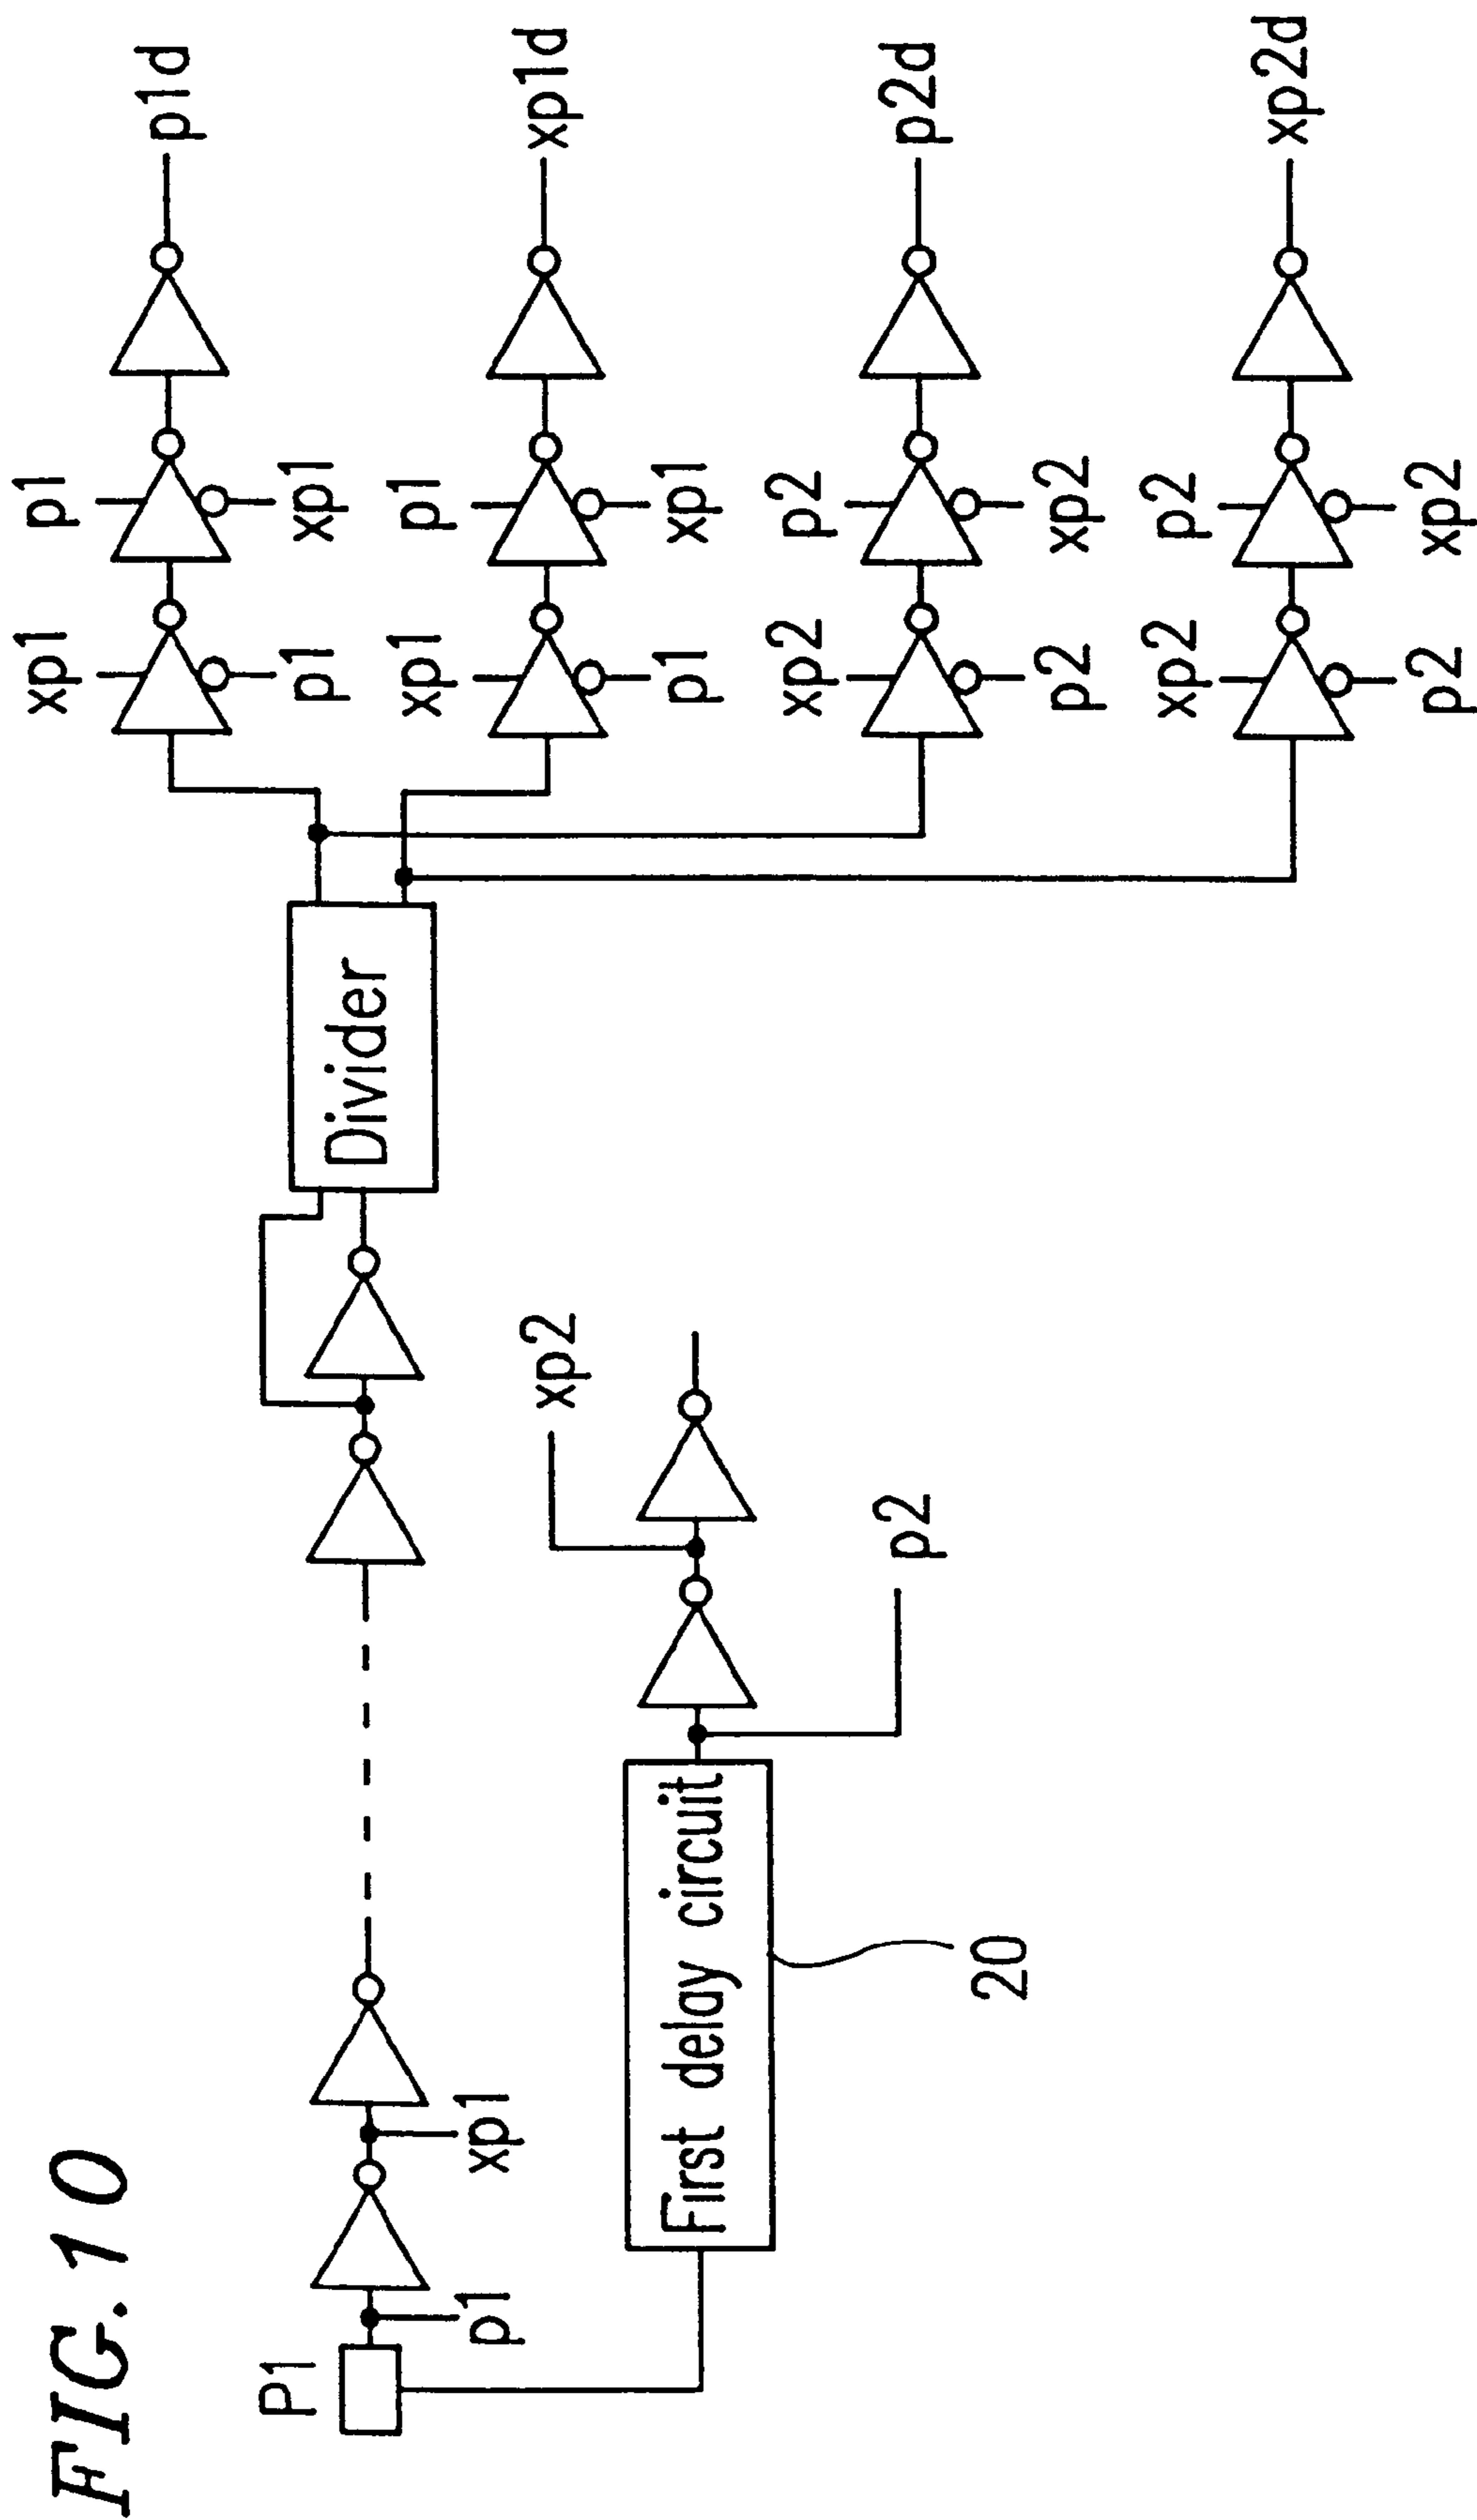 FIG. 10
P1
p1
xp1
First delay circuit
20
p2
xp2
Divider
xp1
p1
p1
xp1
p1d
xp1
p1
p1
xp1
xp1d
xp2
p2
p2
xp2
p2d
xp2
p2
p2
xp2
xp2d